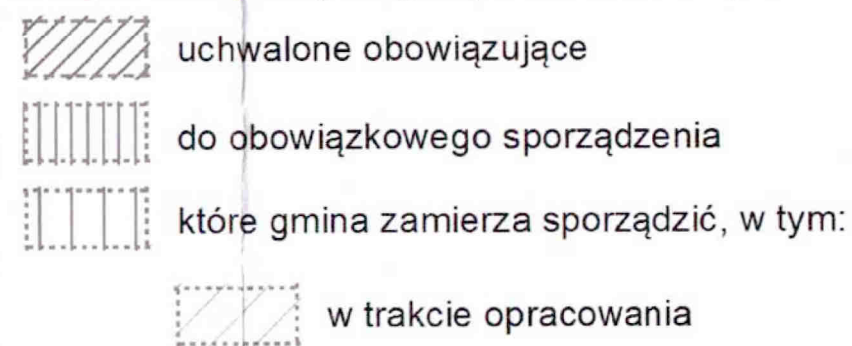 uchwalone obowiązujące
do obowiązkowego sporządzenia
które gmina zamierza sporządzić, w tym:
w trakcie opracowania